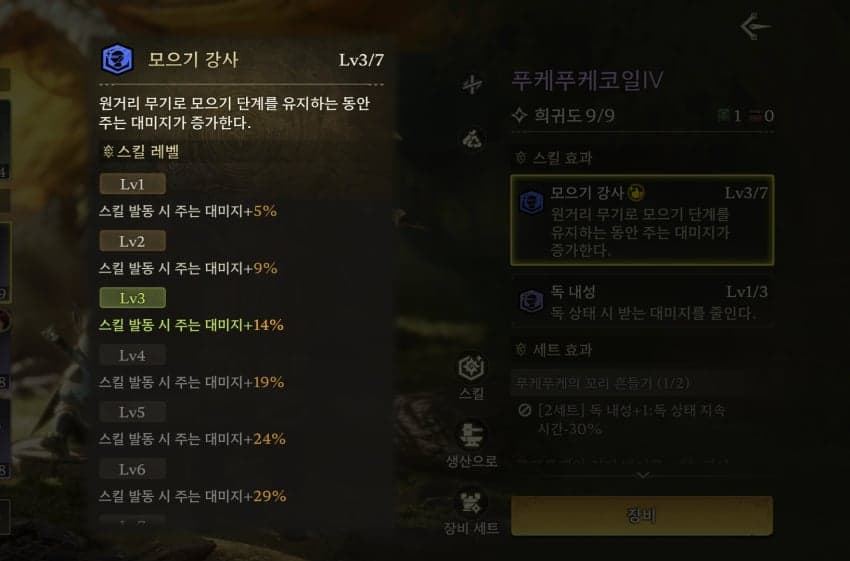 모으기 강사
Lv3/7
원거리 무기로 모으기 단계를 유지하는 동안
주는 대미지가 증가한다.
스킬 레벨
Lv1
스킬 발동 시 주는 대미지+5%
Lv2
스킬 발동 시 주는 대미지+9%
Lv3
스킬 발동 시 주는 대미지+14%
Lv4
스킬 발동 시 주는 대미지+19%
Lv5
스킬 발동 시 주는 대미지+24%
Lv6
스킬 발동 시 주는 대미지+29%
푸케푸케코일IV
희귀도 9/9
1
0
스킬 효과
모으기 강사
Lv3/7
원거리 무기로 모으기 단계를
유지하는 동안 주는 대미지가
증가한다.
독 내성
Lv1/3
독 상태 시 받는 대미지를 줄인다.
세트 효과
푸케푸케의 꼬리 흔들기 (1/2)
[2세트] 독 내성+1:독 상태 지속
시간-30%
스킬
생산으로
장비 세트
장비